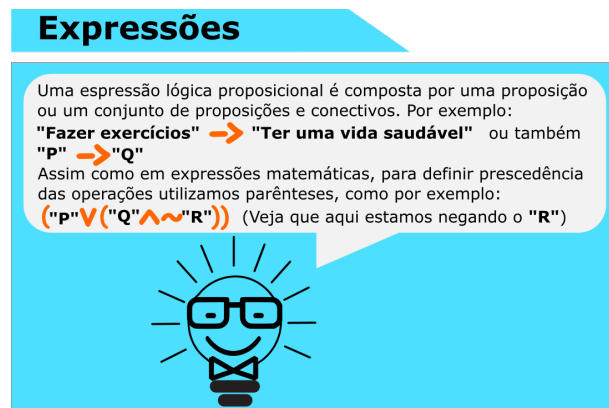 Expressões
Uma espressão lógica proposicional é composta por uma proposição
ou um conjunto de proposições e conectivos. Por exemplo:
"Fazer exercícios" -> "Ter uma vida saudável" ou também
"P" -> "Q"
Assim como em expressões matemáticas, para definir prescedência
das operações utilizamos parênteses, como por exemplo:
("P"∨("Q"∧~"R")) (Veja que aqui estamos negando o "R")